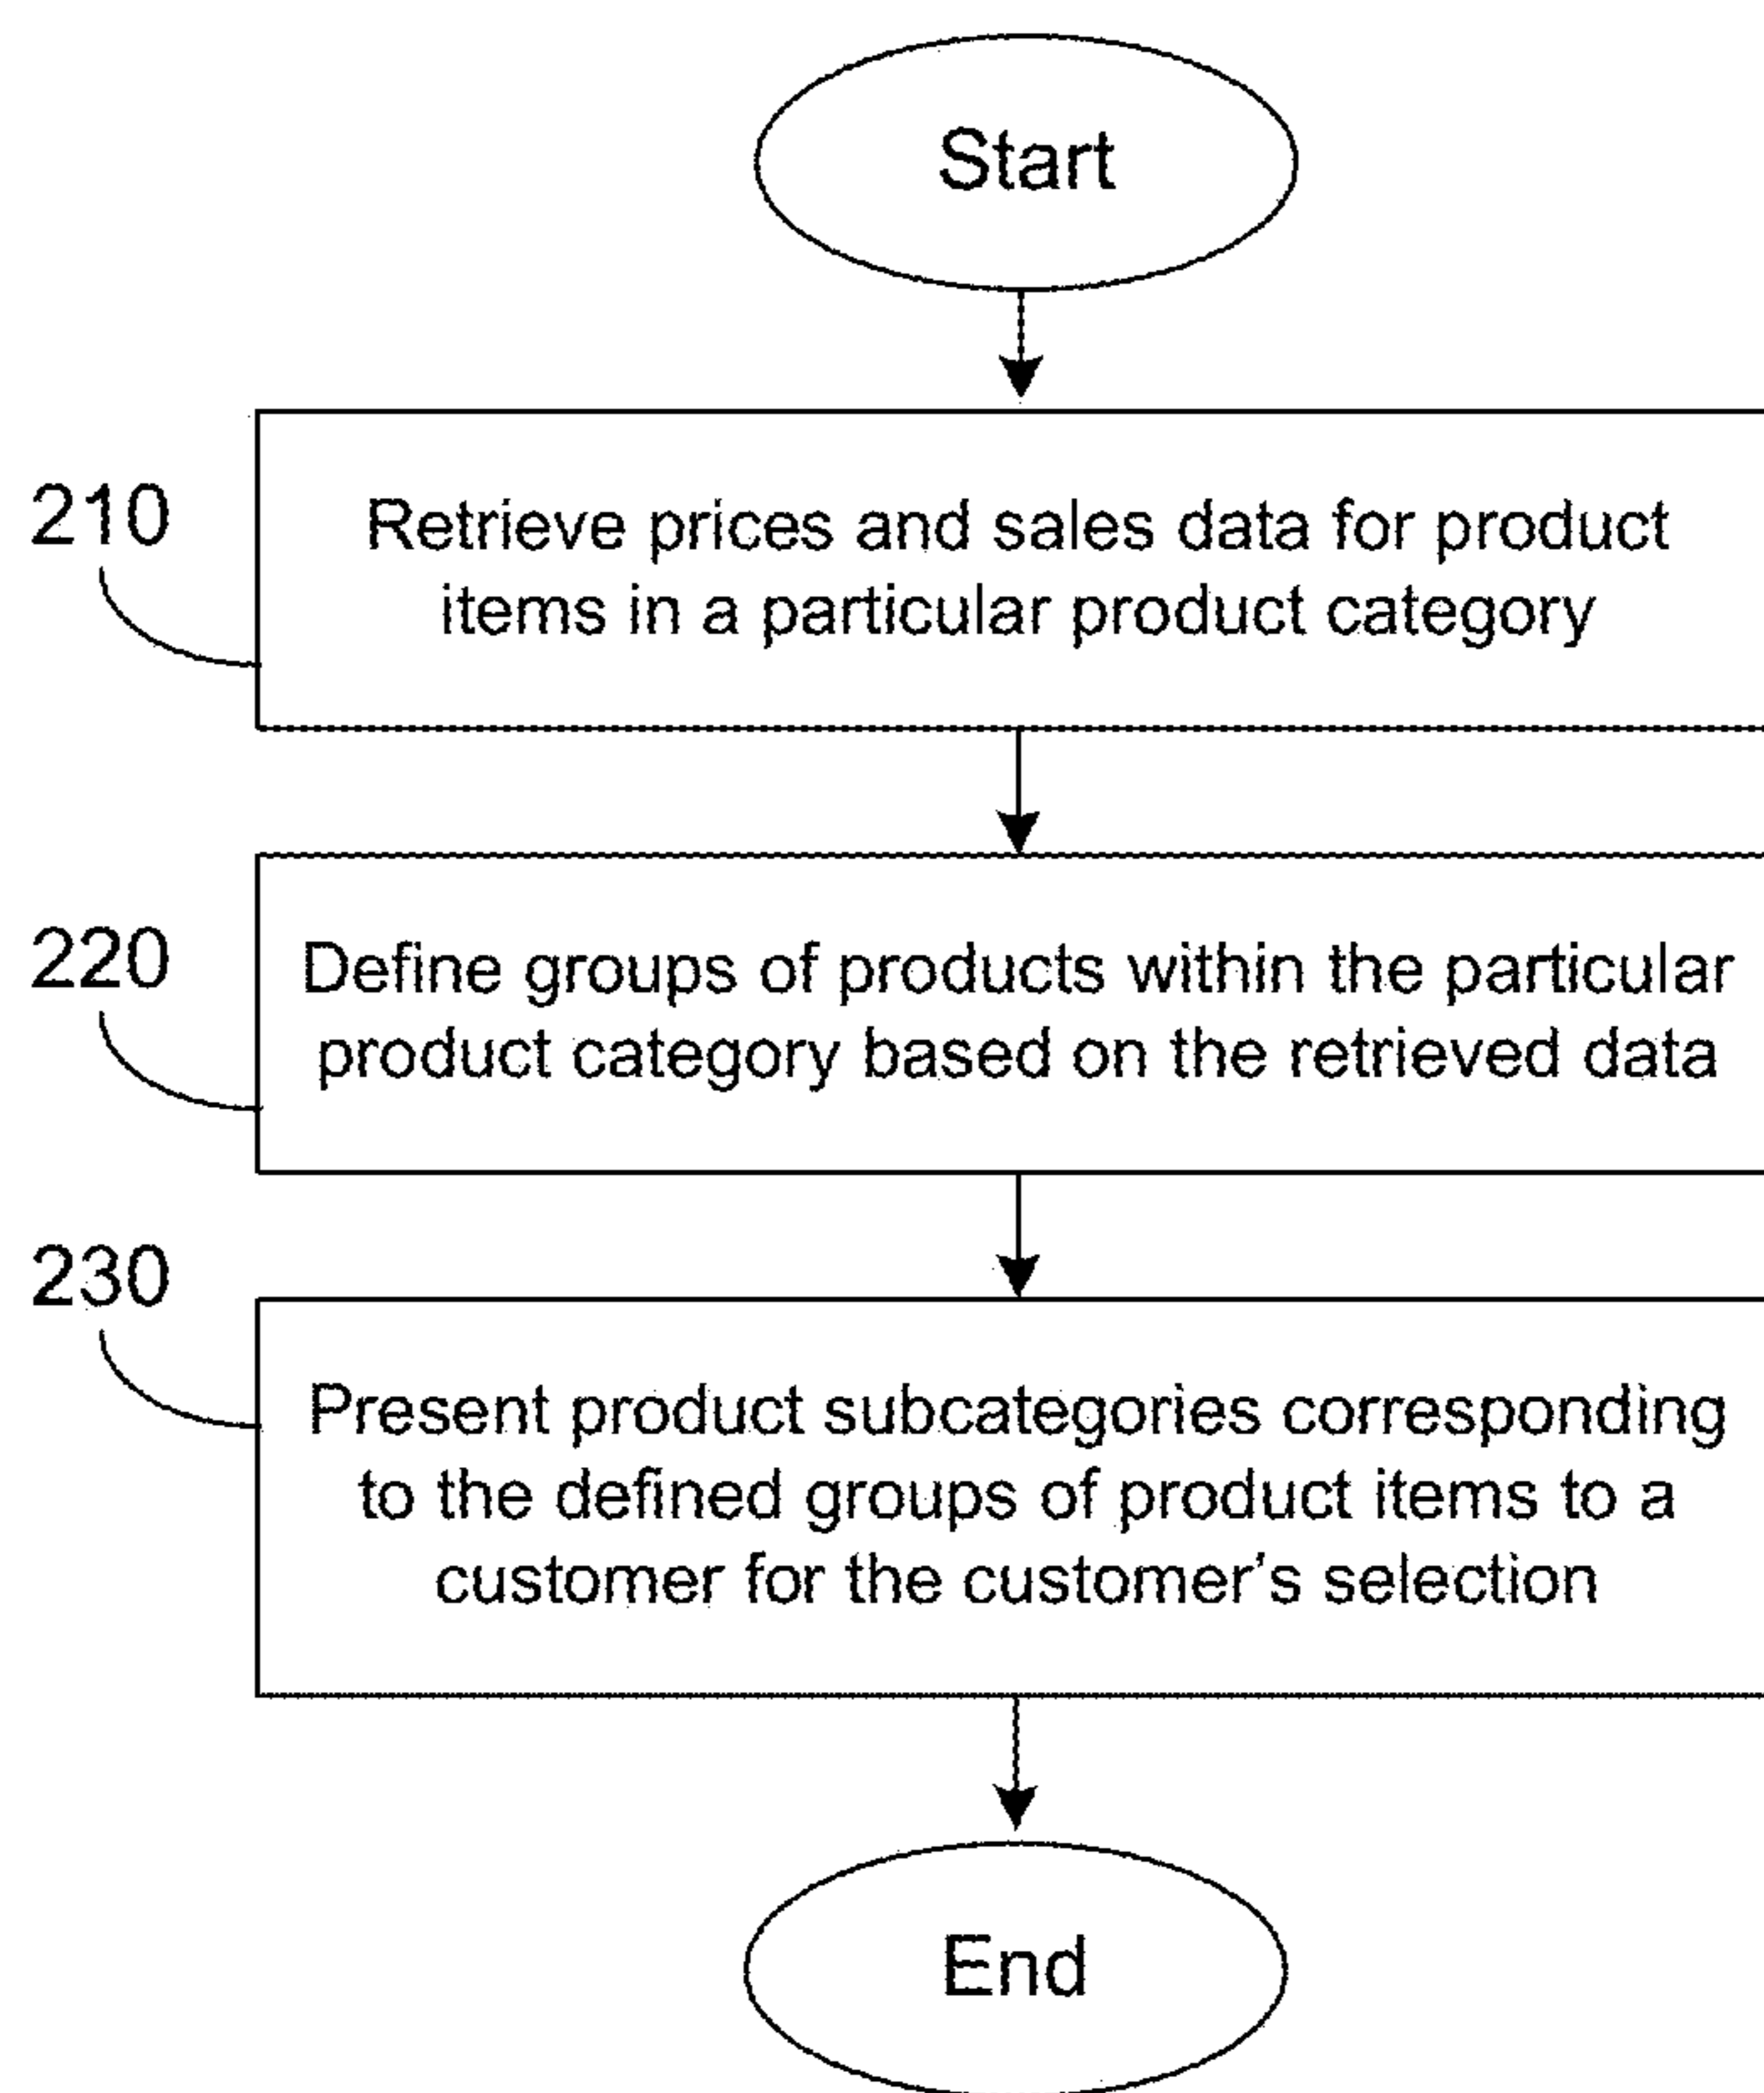 Start
210
Retrieve prices and sales data for product
items in a particular product category
220
Define groups of products within the particular
product category based on the retrieved data
230
Present product subcategories corresponding
to the defined groups of product items to a
customer for the customer's selection
End